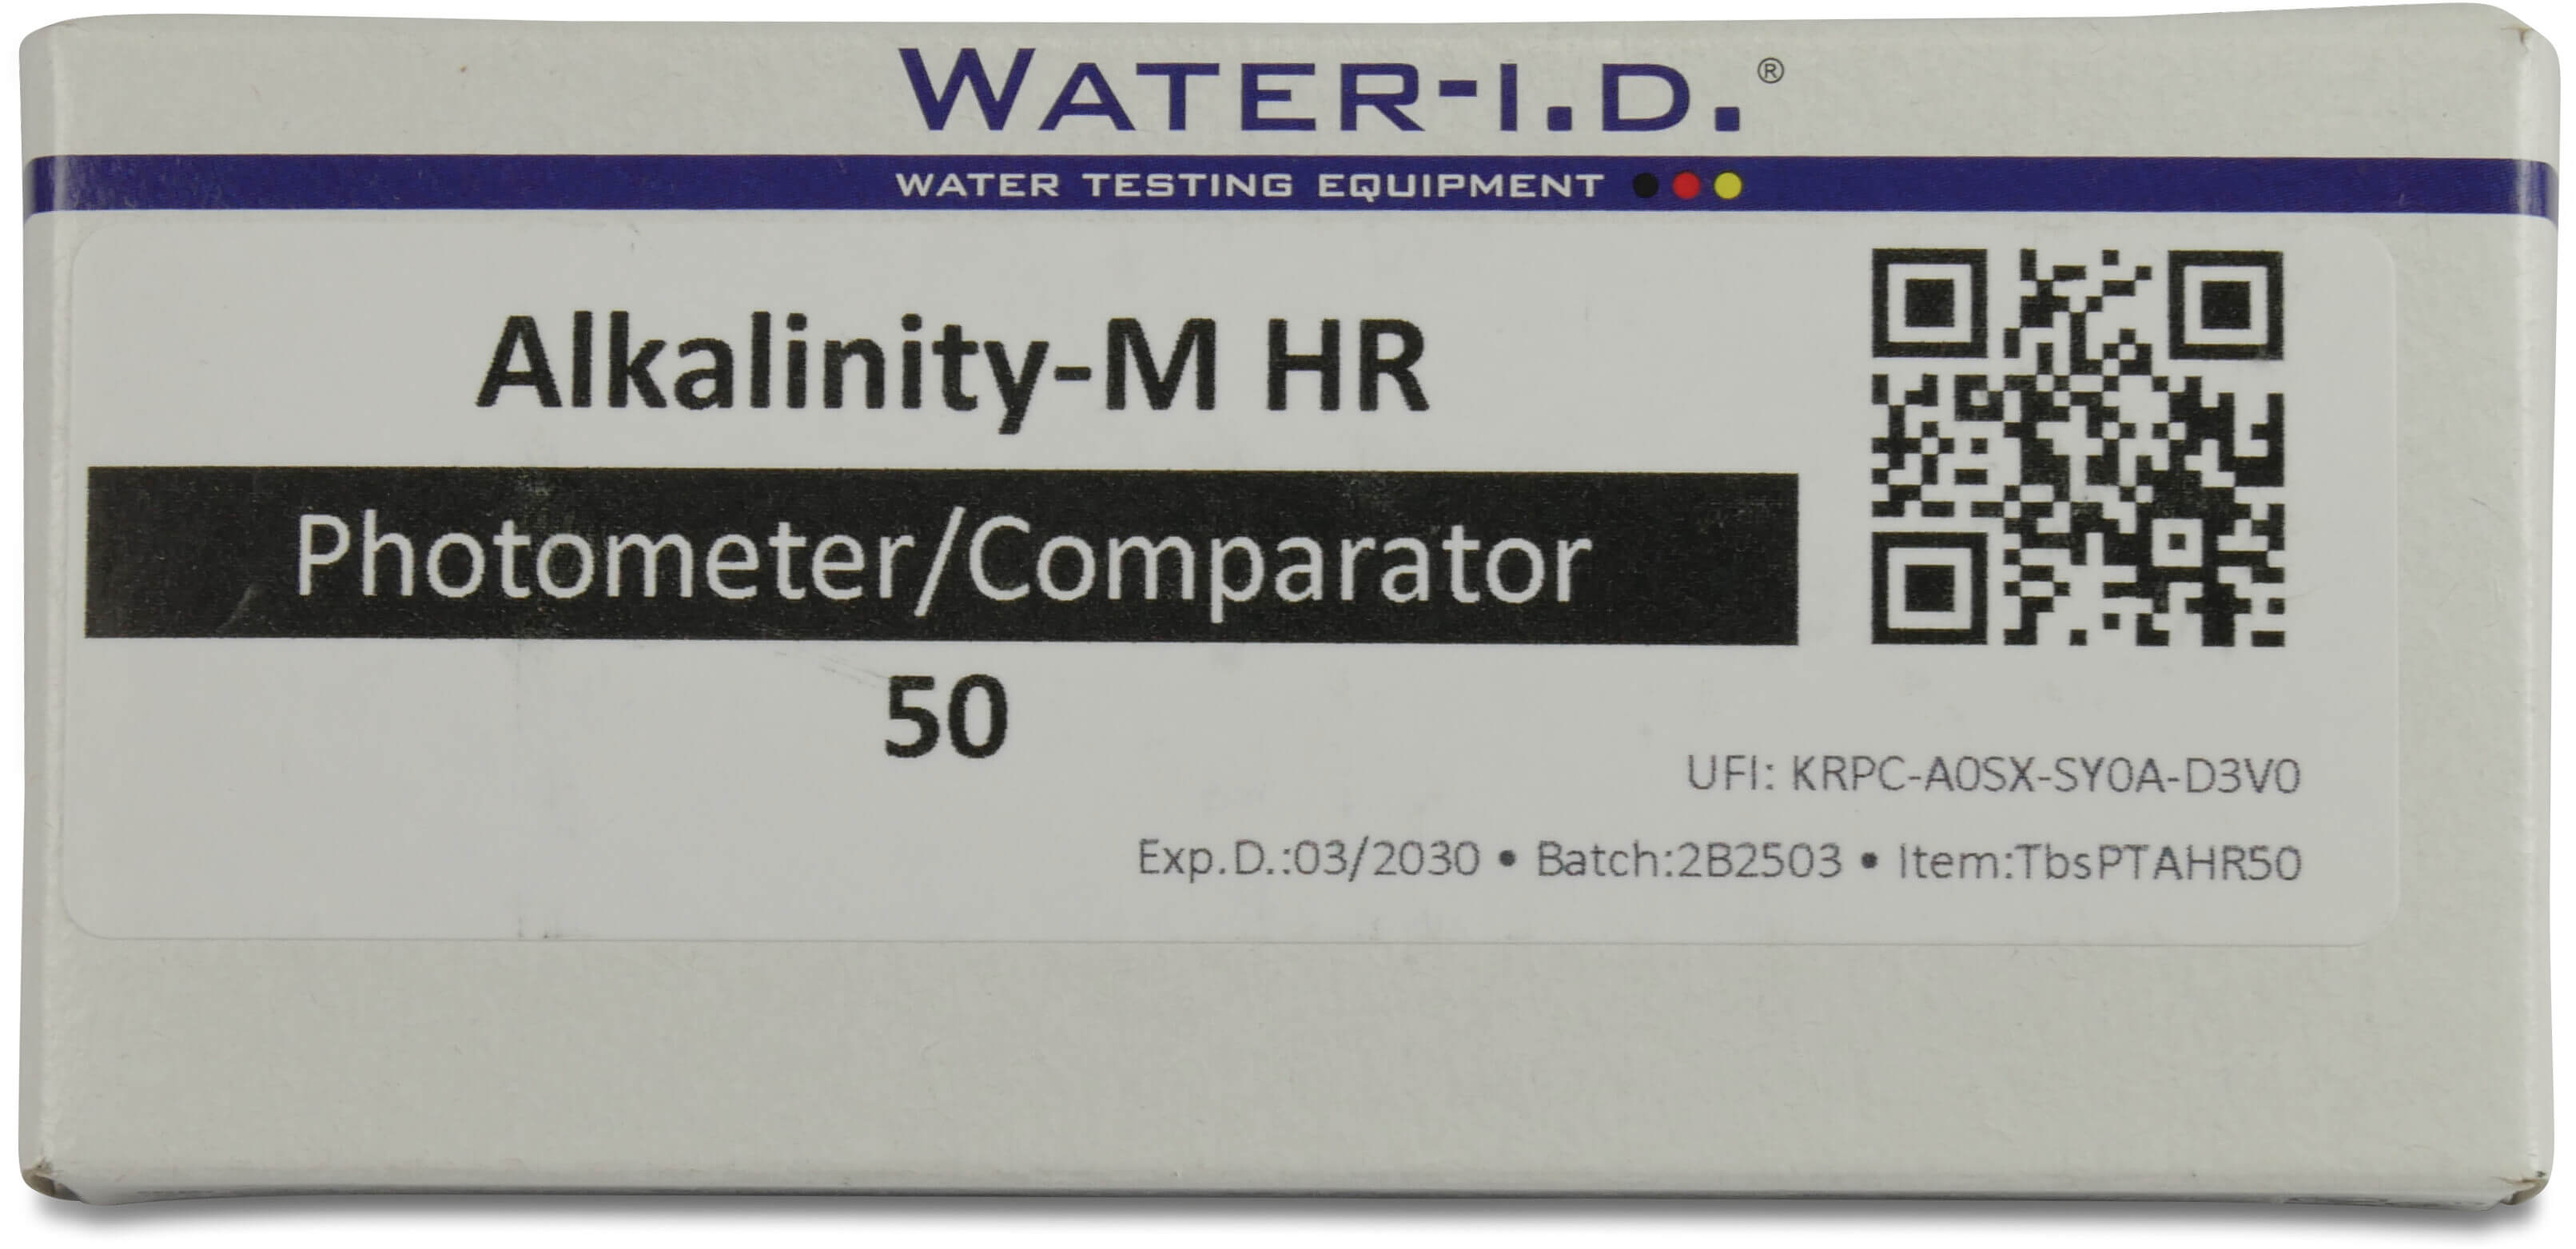 WATER-I.D.®
WATER TESTING EQUIPMENT
Alkalinity-M HR
Photometer/Comparator
50
UFI: KRPC-A0SX-SY0A-D3V0
Exp.D.:03/2030 • Batch:2B2503 • Item:TbsPTAHR50